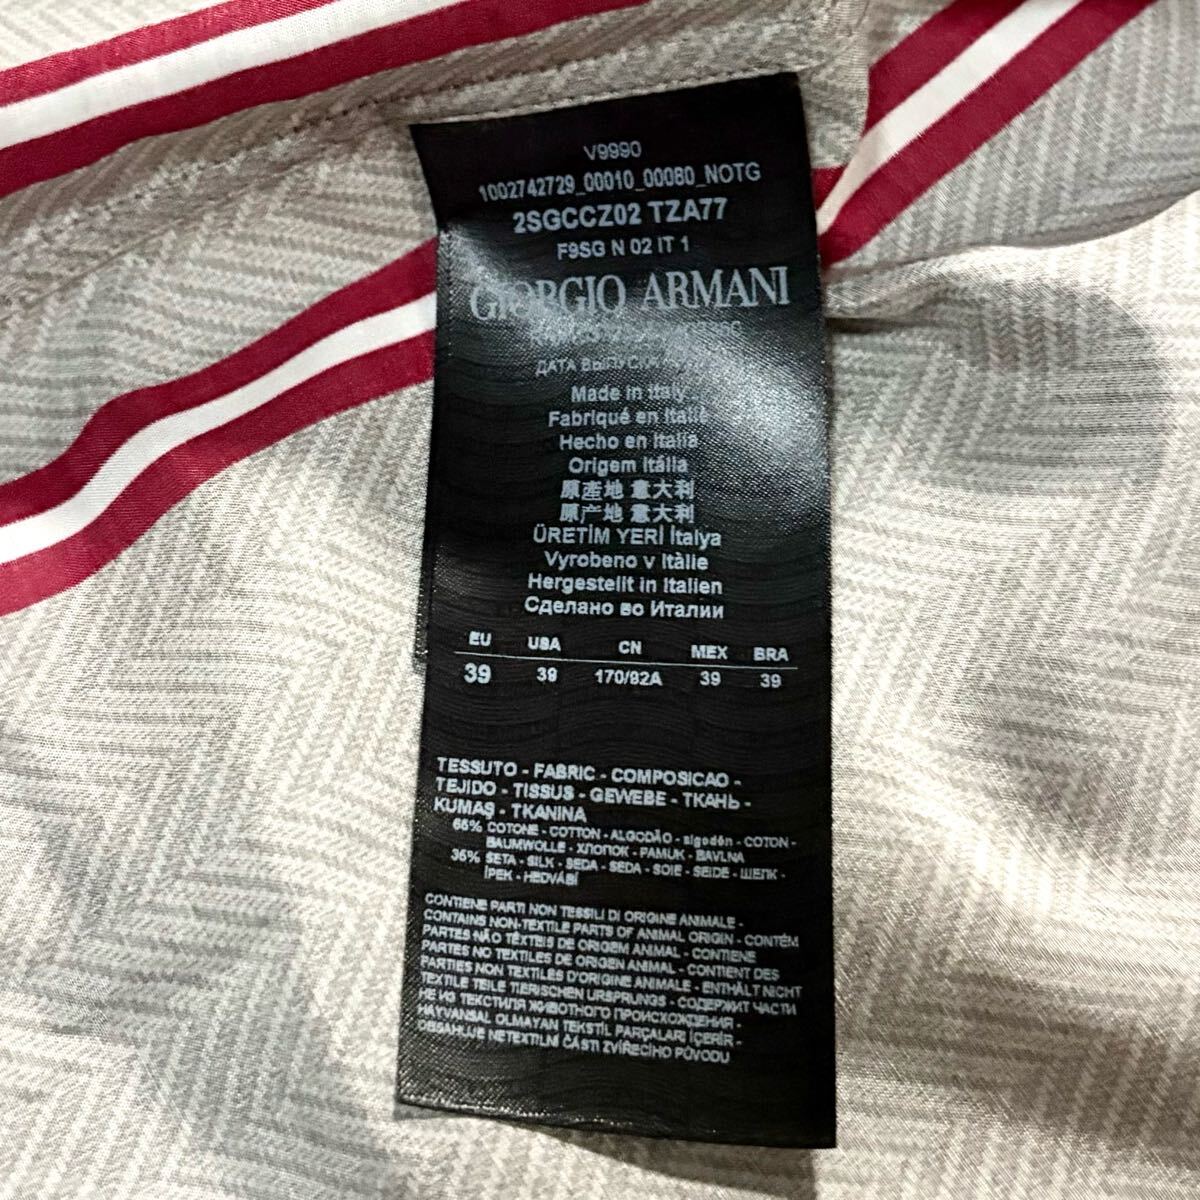 V9990
1002742729_00010_00080_NOTG
2SGCCZ02 TZA77
F9SG N 02 IT 1
GIORGIO ARMANI
ДАТА
Made in Italy
Fabriqué en Italie
Hecho en Italia
Origem Itália
原產地 意大利
原产地 意大利
ÜRETİM YERİ İtalya
Vyrobeno v Itàlie
Hergestellt in Italien
Сделано во Италии
EU USA CN MEX BRA
39 39 170/92A 39 39
TESSUTO - FABRIC - COMPOSICAO -
TEJIDO - TISSUS - GEWEBE - ТКАНЬ -
KUMAŞ - TKANINA
65% COTONE - COTTON - ALGODÃO - algodón - COTON -
BAUMWOLLE - ХЛОПОК - PAMUK - BAVLNA
35% SETA - SILK - SEDA - SEDA - SOIE - SEIDE - ШЕЛК -
İPEK - HEDVÁBÍ
CONTIENE PARTI NON TESSILI DI ORIGINE ANIMALE -
CONTAINS NON-TEXTILE PARTS OF ANIMAL ORIGIN - CONTÉM
PARTES NÃO TÊXTEIS DE ORIGEM ANIMAL - CONTIENE
PARTES NO TEXTILES DE ORIGEN ANIMAL - CONTIENT DES
PARTIES NON TEXTILES D'ORIGINE ANIMALE - ENTHÄLT NICHT
TEXTILE TEILE TIERISCHEN URSPRUNGS - СОДЕРЖИТ ЧАСТИ
НЕ ИЗ ТЕКСТИЛЯ ЖИВОТНОГО ПРОИСХОЖДЕНИЯ -
HAYVANSAL OLMAYAN TEKSTİL PARÇALARI İÇERİR -
OBSAHUJE NETEXTILNÍ ČÁSTI ZVÍŘECÍHO PŮVODU